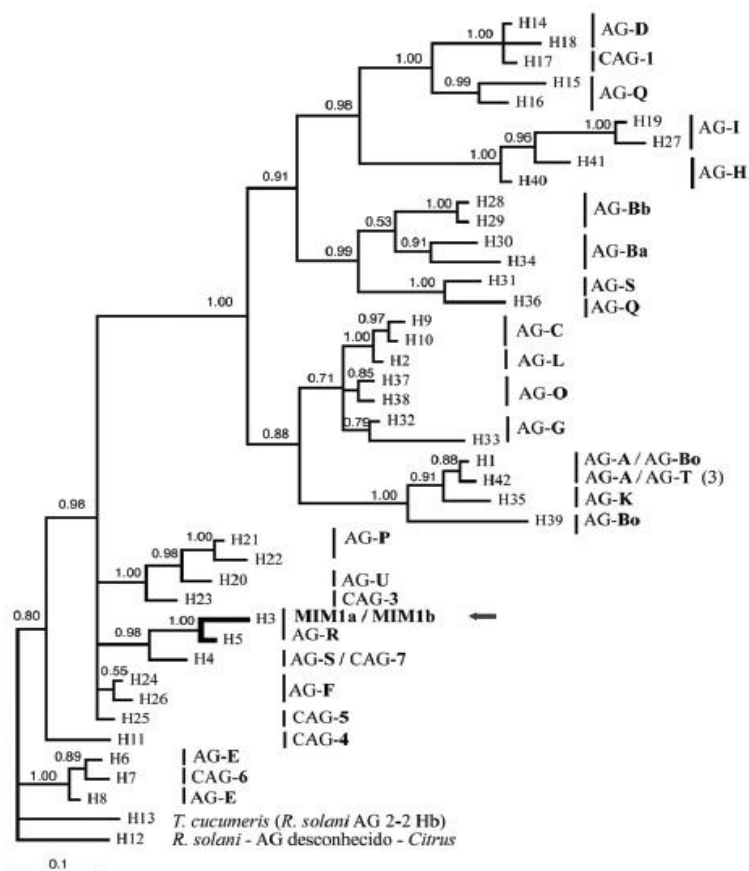 H14
1.00
AG-D
H18
H17
CAG-1
1.00
0.99
H15
AG-Q
H16
0.98
H19
1.00
AG-I
0.96
H27
1.00
H41
AG-H
H40
0.91
H28
1.00
AG-Bb
0.53
H29
H30
0.91
AG-Ba
0.99
H34
H31
1.00
AG-S
H36
AG-Q
1.00
0.97
H9
AG-C
1.00
H10
H2
AG-L
0.71
0.85
H37
AG-O
H38
H32
0.79
AG-G
H33
0.88
H1
AG-A / AG-Bo
0.88
0.91
H42
AG-A / AG-T (3)
1.00
H35
AG-K
H39
AG-Bo
0.98
H21
1.00
AG-P
0.98
H22
1.00
H20
AG-U
H23
CAG-3
0.80
H3
MIM1a / MIM1b
1.00
0.98
H5
AG-R
H4
AG-S / CAG-7
0.55
H24
AG-F
H26
H25
CAG-5
H11
CAG-4
H6
AG-E
0.89
1.00
H7
CAG-6
H8
AG-E
H13
T. cucumeris (R. solani AG 2-2 Hb)
H12
R. solani - AG desconhecido - Citrus
0.1